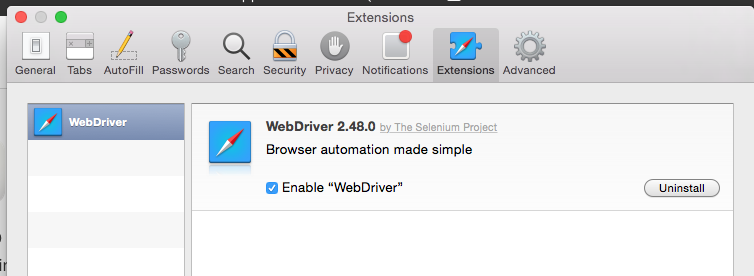 Extensions
General Tabs AutoFill Passwords Search Security Privacy Notifications Extensions Advanced
WebDriver
WebDriver 2.48.0 by The Selenium Project
Browser automation made simple
Enable “WebDriver”
Uninstall